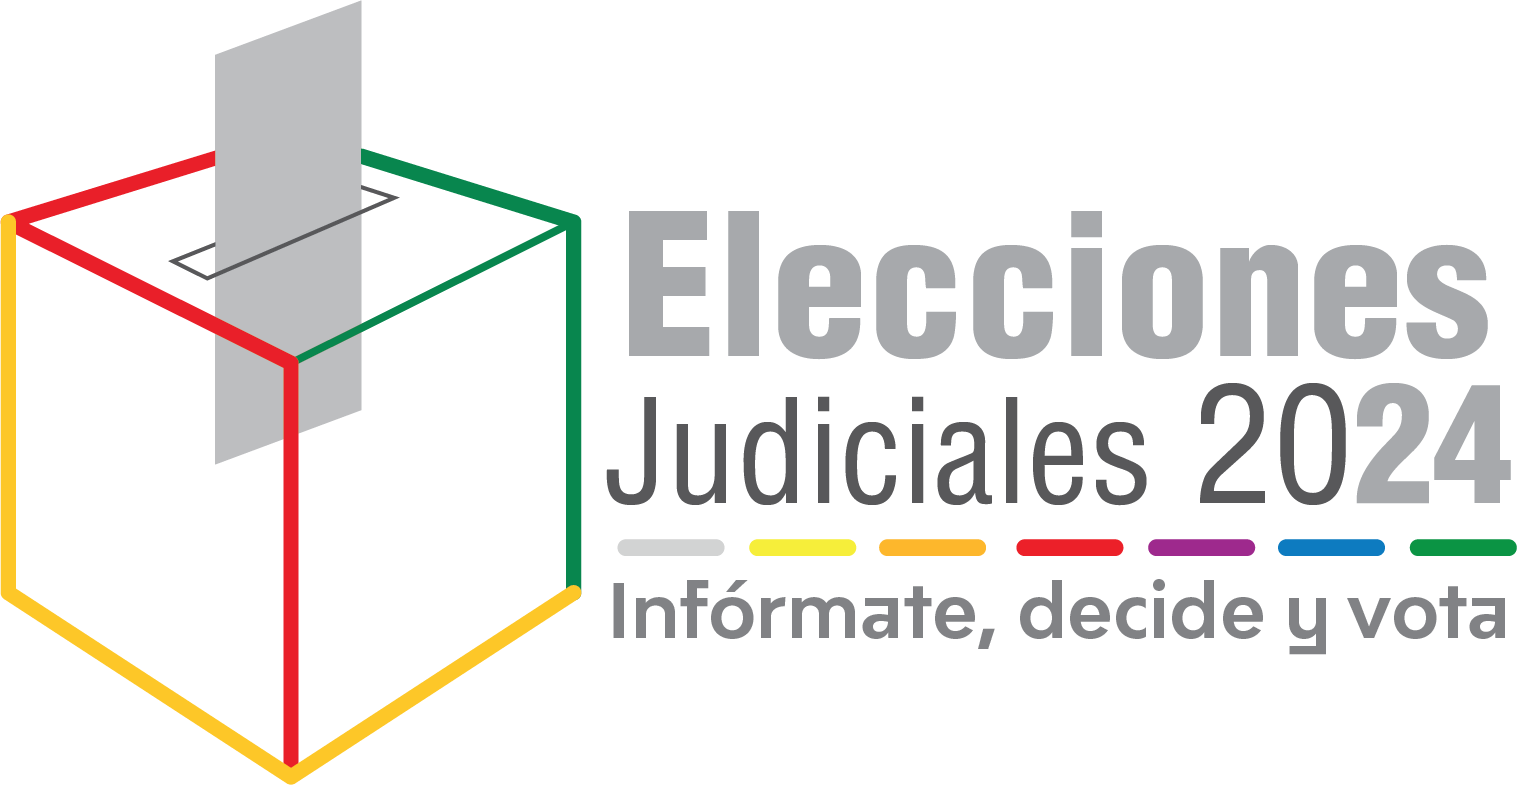 Elecciones
Judiciales 2024
Infórmate, decide y vota